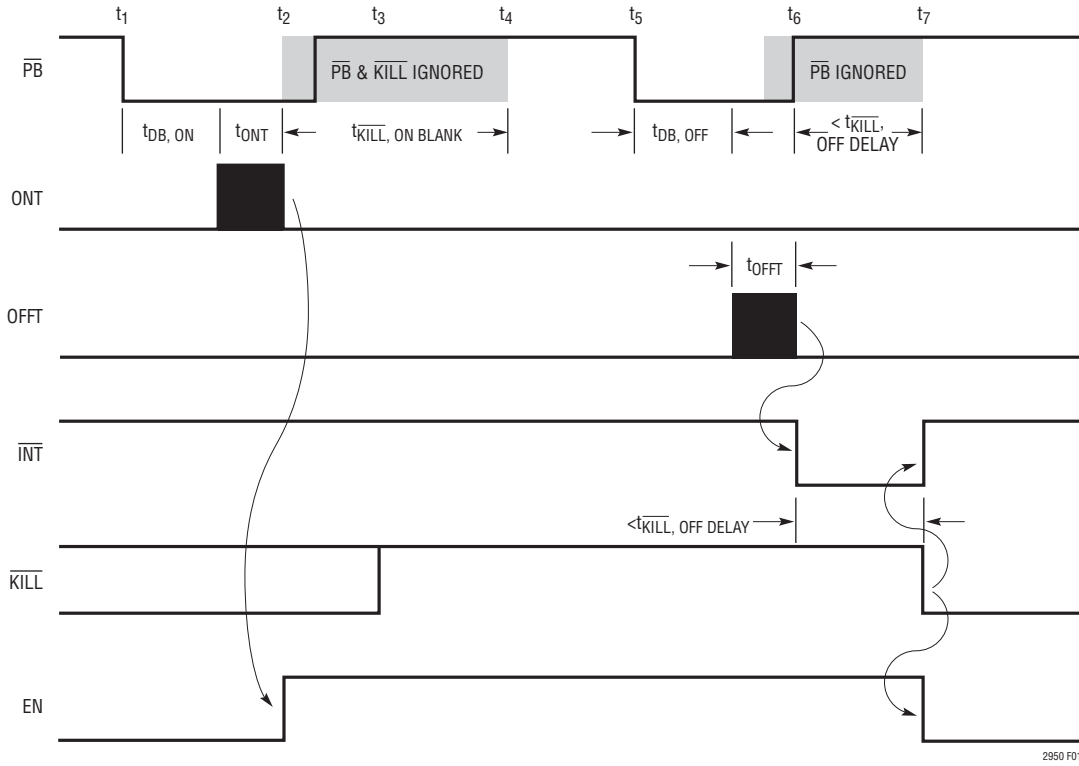 t1 t2 t3 t4 t5 t6 t7
PB
PB & KILL IGNORED
PB IGNORED
tDB, ON
tONT
tKILL, ON BLANK
tDB, OFF
< tKILL,
OFF DELAY
ONT
tOFFT
OFFT
INT
<tKILL, OFF DELAY
KILL
EN
2950 F01